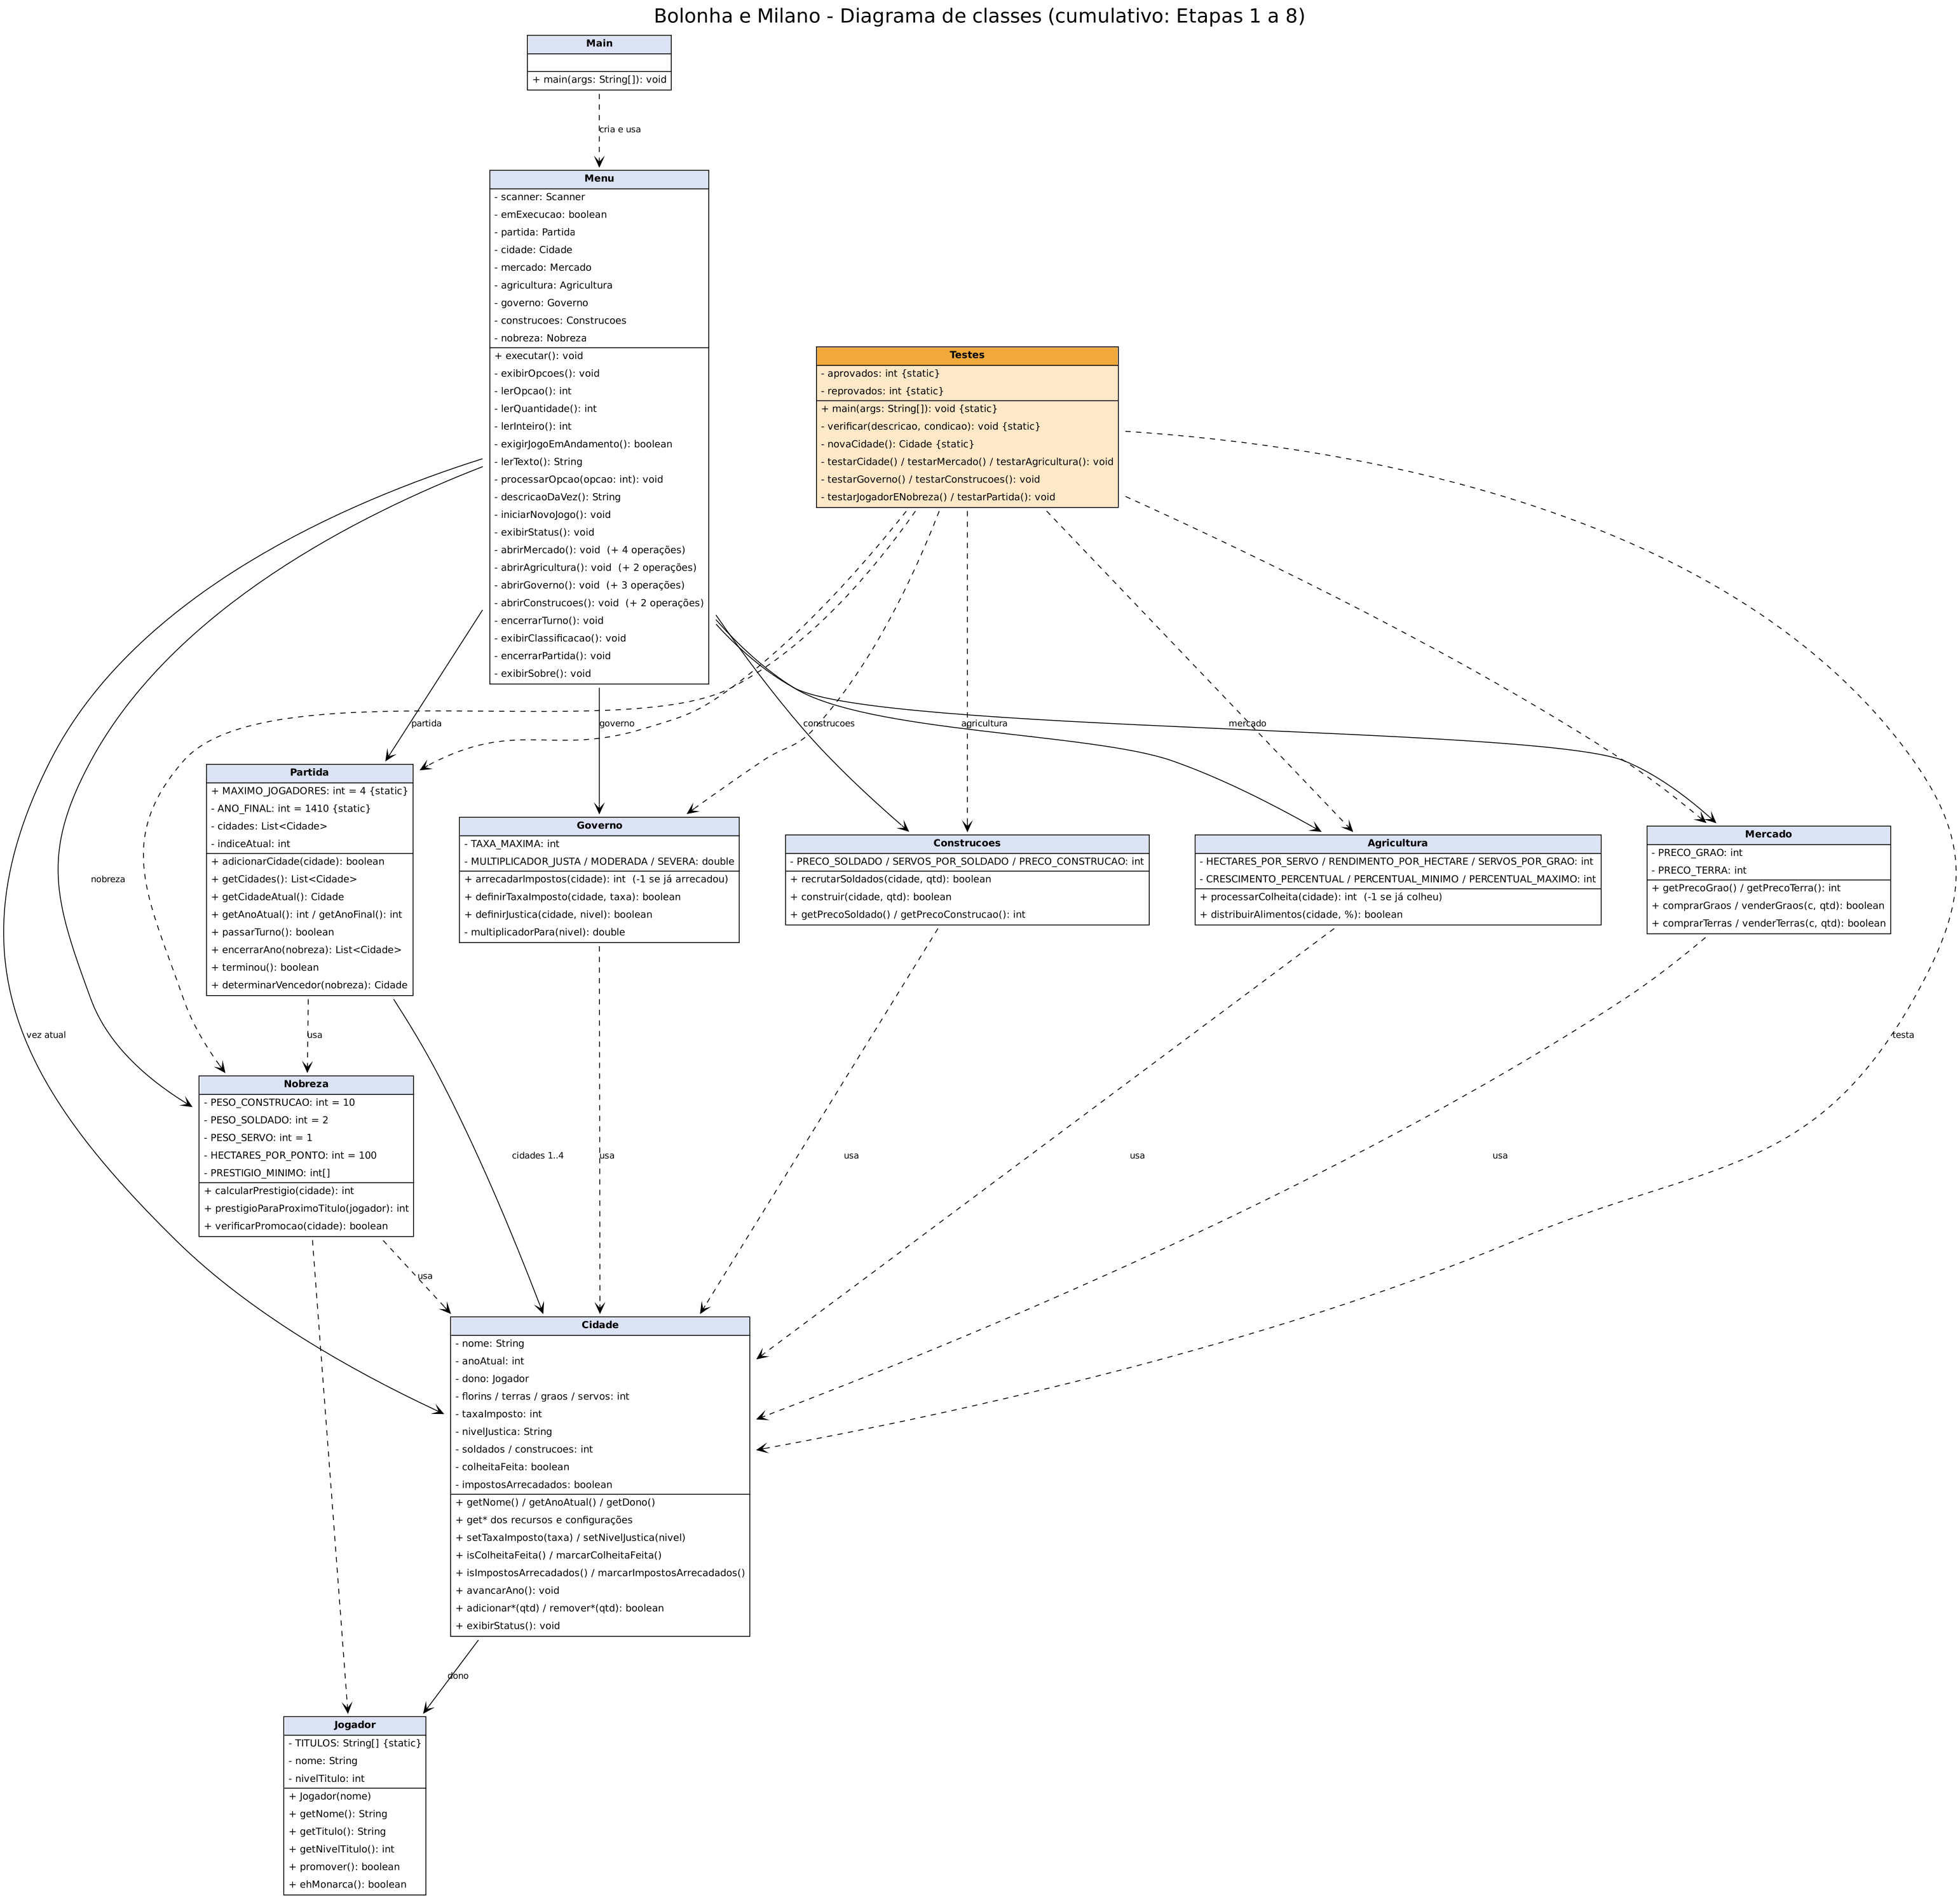 Bolonha e Milano - Diagrama de classes (cumulativo: Etapas 1 a 8)
Main
+ main(args: String[]): void
cria e usa
Menu
- scanner: Scanner
- emExecucao: boolean
- partida: Partida
- cidade: Cidade
- mercado: Mercado
- agricultura: Agricultura
- governo: Governo
- construcoes: Construcoes
- nobreza: Nobreza
+ executar(): void
- exibirOpcoes(): void
- lerOpcao(): int
- lerQuantidade(): int
- lerInteiro(): int
- exigirJogoEmAndamento(): boolean
- lerTexto(): String
- processarOpcao(opcao: int): void
- descricaoDaVez(): String
- iniciarNovoJogo(): void
- exibirStatus(): void
- abrirMercado(): void  (+ 4 operações)
- abrirAgricultura(): void  (+ 2 operações)
- abrirGoverno(): void  (+ 3 operações)
- abrirConstrucoes(): void  (+ 2 operações)
- encerrarTurno(): void
- exibirClassificacao(): void
- encerrarPartida(): void
- exibirSobre(): void
Testes
- aprovados: int {static}
- reprovados: int {static}
+ main(args: String[]): void {static}
- verificar(descricao, condicao): void {static}
- novaCidade(): Cidade {static}
- testarCidade() / testarMercado() / testarAgricultura(): void
- testarGoverno() / testarConstrucoes(): void
- testarJogadorENobreza() / testarPartida(): void
partida
governo
construcoes
agricultura
mercado
Partida
+ MAXIMO_JOGADORES: int = 4 {static}
- ANO_FINAL: int = 1410 {static}
- cidades: List<Cidade>
- indiceAtual: int
+ adicionarCidade(cidade): boolean
+ getCidades(): List<Cidade>
+ getCidadeAtual(): Cidade
+ getAnoAtual(): int / getAnoFinal(): int
+ passarTurno(): boolean
+ encerrarAno(nobreza): List<Cidade>
+ terminou(): boolean
+ determinarVencedor(nobreza): Cidade
Governo
- TAXA_MAXIMA: int
- MULTIPLICADOR_JUSTA / MODERADA / SEVERA: double
+ arrecadarImpostos(cidade): int  (-1 se já arrecadou)
+ definirTaxaImposto(cidade, taxa): boolean
+ definirJustica(cidade, nivel): boolean
- multiplicadorPara(nivel): double
Construcoes
- PRECO_SOLDADO / SERVOS_POR_SOLDADO / PRECO_CONSTRUCAO: int
+ recrutarSoldados(cidade, qtd): boolean
+ construir(cidade, qtd): boolean
+ getPrecoSoldado() / getPrecoConstrucao(): int
Agricultura
- HECTARES_POR_SERVO / RENDIMENTO_POR_HECTARE / SERVOS_POR_GRAO: int
- CRESCIMENTO_PERCENTUAL / PERCENTUAL_MINIMO / PERCENTUAL_MAXIMO: int
+ processarColheita(cidade): int  (-1 se já colheu)
+ distribuirAlimentos(cidade, %): boolean
Mercado
- PRECO_GRAO: int
- PRECO_TERRA: int
+ getPrecoGrao() / getPrecoTerra(): int
+ comprarGraos / venderGraos(c, qtd): boolean
+ comprarTerras / venderTerras(c, qtd): boolean
nobreza
vez atual
usa
testa
Nobreza
- PESO_CONSTRUCAO: int = 10
- PESO_SOLDADO: int = 2
- PESO_SERVO: int = 1
- HECTARES_POR_PONTO: int = 100
- PRESTIGIO_MINIMO: int[]
+ calcularPrestigio(cidade): int
+ prestigioParaProximoTitulo(jogador): int
+ verificarPromocao(cidade): boolean
cidades 1..4
usa
usa
usa
usa
usa
Cidade
- nome: String
- anoAtual: int
- dono: Jogador
- florins / terras / graos / servos: int
- taxaImposto: int
- nivelJustica: String
- soldados / construcoes: int
- colheitaFeita: boolean
- impostosArrecadados: boolean
+ getNome() / getAnoAtual() / getDono()
+ get* dos recursos e configurações
+ setTaxaImposto(taxa) / setNivelJustica(nivel)
+ isColheitaFeita() / marcarColheitaFeita()
+ isImpostosArrecadados() / marcarImpostosArrecadados()
+ avancarAno(): void
+ adicionar*(qtd) / remover*(qtd): boolean
+ exibirStatus(): void
dono
Jogador
- TITULOS: String[] {static}
- nome: String
- nivelTitulo: int
+ Jogador(nome)
+ getNome(): String
+ getTitulo(): String
+ getNivelTitulo(): int
+ promover(): boolean
+ ehMonarca(): boolean